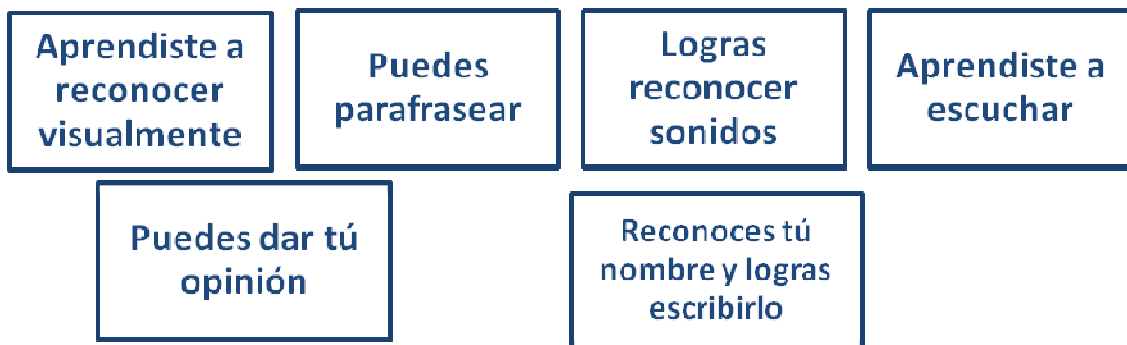 Aprendiste a
reconocer
visualmente
Puedes
parafrasear
Logras
reconocer
sonidos
Aprendiste a
escuchar
Puedes dar tú
opinión
Reconoces tú
nombre y logras
escribirlo